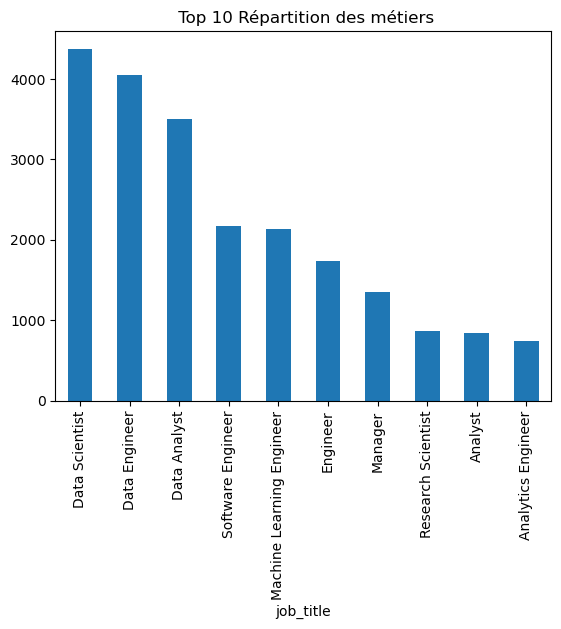 Top 10 Répartition des métiers
4000
3000
2000
1000
0
Data Scientist
Data Engineer
Data Analyst
Software Engineer
Machine Learning Engineer
Engineer
Manager
Research Scientist
Analyst
Analytics Engineer
job_title